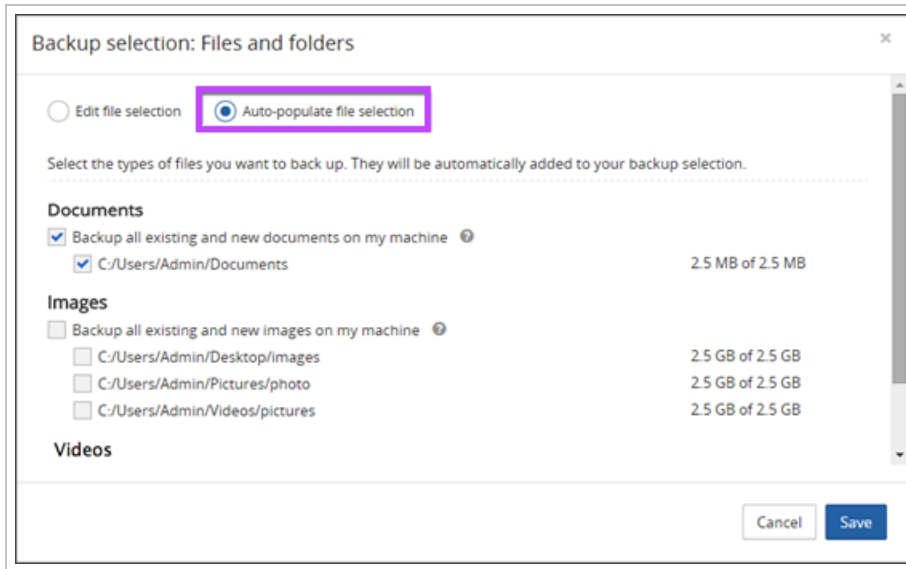 Backup selection: Files and folders
Edit file selection Auto-populate file selection
Select the types of files you want to back up. They will be automatically added to your backup selection.
Documents
Backup all existing and new documents on my machine
C:/Users/Admin/Documents 2.5 MB of 2.5 MB
Images
Backup all existing and new images on my machine
C:/Users/Admin/Desktop/images 2.5 GB of 2.5 GB
C:/Users/Admin/Pictures/photo 2.5 GB of 2.5 GB
C:/Users/Admin/Videos/pictures 2.5 GB of 2.5 GB
Videos
Cancel Save